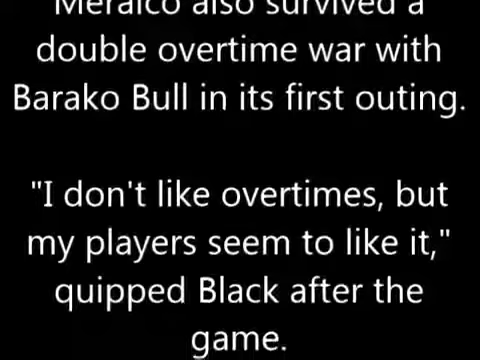 Meralco also survived a
double overtime war with
Barako Bull in its first outing.
"I don't like overtimes, but
my players seem to like it,"
quipped Black after the
game.